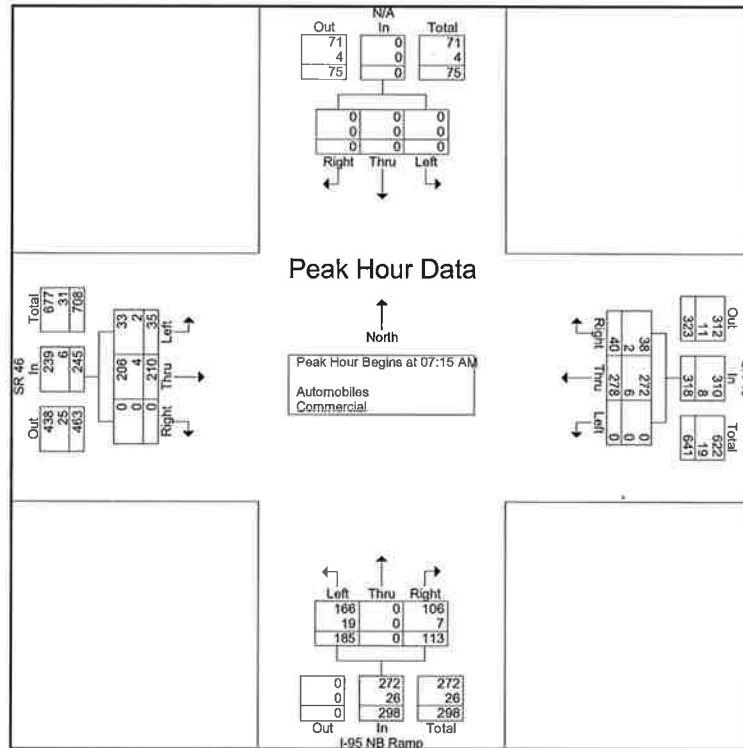 N/A
Out In Total
71 0 71
4 0 4
75 0 75
0 0 0
0 0 0
0 0 0
Right Thru Left
Peak Hour Data
North
Peak Hour Begins at 07:15 AM
Automobiles
Commercial
SR 46
Total In Out
677 239 438
31 6 25
708 245 463
Left Thru Right
33 206 0
2 4 0
35 210 0
Right Thru Left
38 272 0
2 6 0
40 278 0
Out In Total
312 310 622
11 8 19
323 318 641
Left Thru Right
166 0 106
19 0 7
185 0 113
0 272 272
0 26 26
0 298 298
Out In Total
I-95 NB Ramp